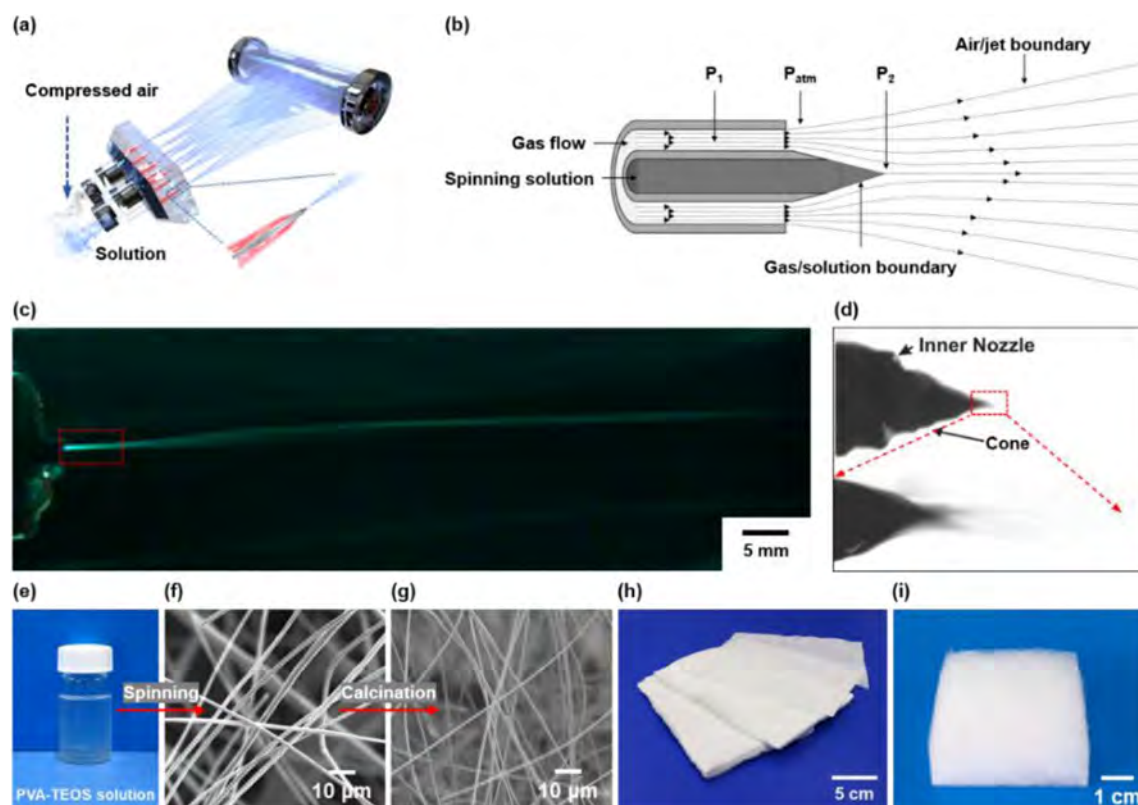 (a)
Compressed air
Solution
(b)
Air/jet boundary
P1
Patm
P2
Gas flow
Spinning solution
Gas/solution boundary
(c)
5 mm
(d)
Inner Nozzle
Cone
(e)
PVA-TEOS solution
Spinning
(f)
10 μm
Calcination
(g)
10 μm
(h)
5 cm
(i)
1 cm